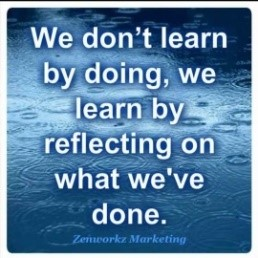 We don’t learn
by doing, we
learn by
reflecting on
what we've
done.
Zenworkz Marketing